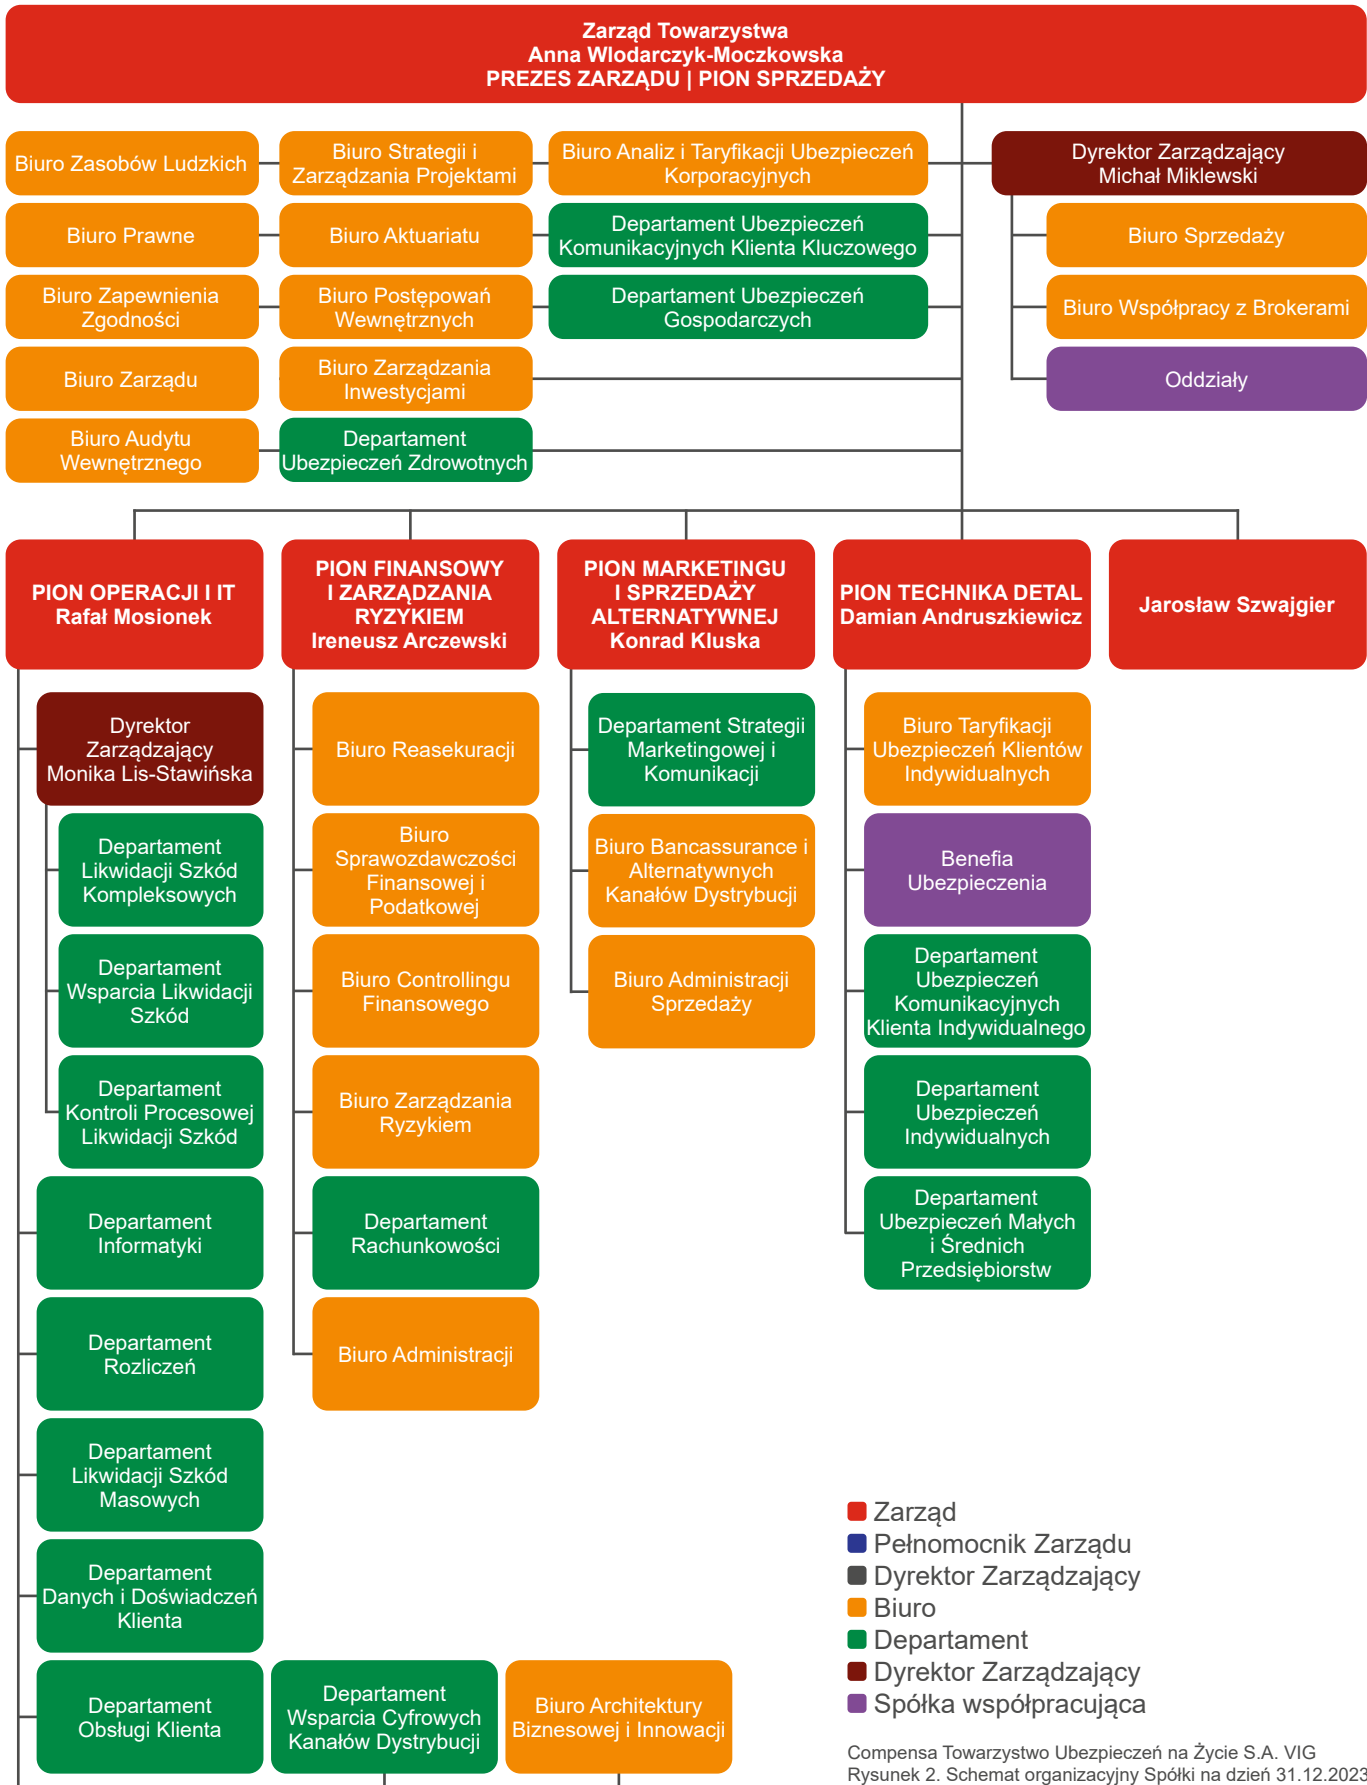 Zarząd Towarzystwa
Anna Wlodarczyk-Moczkowska
PREZES ZARZĄDU | PION SPRZEDAŻY
Biuro Zasobów Ludzkich
Biuro Strategii i
Zarządzania Projektami
Biuro Analiz i Taryfikacji Ubezpieczeń
Korporacyjnych
Dyrektor Zarządzający
Michał Miklewski
Biuro Prawne
Biuro Aktuariatu
Departament Ubezpieczeń
Komunikacyjnych Klienta Kluczowego
Biuro Sprzedaży
Biuro Zapewnienia
Zgodności
Biuro Postępowań
Wewnętrznych
Departament Ubezpieczeń
Gospodarczych
Biuro Współpracy z Brokerami
Biuro Zarządu
Biuro Zarządzania
Inwestycjami
Oddziały
Biuro Audytu
Wewnętrznego
Departament
Ubezpieczeń Zdrowotnych
PION OPERACJI I IT
Rafał Mosionek
PION FINANSOWY
I ZARZĄDZANIA
RYZYKIEM
Ireneusz Arczewski
PION MARKETINGU
I SPRZEDAŻY
ALTERNATYWNEJ
Konrad Kluska
PION TECHNIKA DETAL
Damian Andruszkiewicz
Jarosław Szwajgier
Dyrektor
Zarządzający
Monika Lis-Stawińska
Departament
Likwidacji Szkód
Kompleksowych
Departament
Wsparcia Likwidacji
Szkód
Departament
Kontroli Procesowej
Likwidacji Szkód
Departament
Informatyki
Departament
Rozliczeń
Departament
Likwidacji Szkód
Masowych
Departament
Danych i Doświadczeń
Klienta
Departament
Obsługi Klienta
Departament
Wsparcia Cyfrowych
Kanałów Dystrybucji
Biuro Architektury
Biznesowej i Innowacji
Biuro Reasekuracji
Biuro
Sprawozdawczości
Finansowej i
Podatkowej
Biuro Controllingu
Finansowego
Biuro Zarządzania
Ryzykiem
Departament
Rachunkowości
Biuro Administracji
Departament Strategii
Marketingowej i
Komunikacji
Biuro Bancassurance i
Alternatywnych
Kanałów Dystrybucji
Biuro Administracji
Sprzedaży
Biuro Taryfikacji
Ubezpieczeń Klientów
Indywidualnych
Benefia
Ubezpieczenia
Departament
Ubezpieczeń
Komunikacyjnych
Klienta Indywidualnego
Departament
Ubezpieczeń
Indywidualnych
Departament
Ubezpieczeń Małych
i Średnich
Przedsiębiorstw
Zarząd
Pełnomocnik Zarządu
Dyrektor Zarządzający
Biuro
Departament
Dyrektor Zarządzający
Spółka współpracująca
Compensa Towarzystwo Ubezpieczeń na Życie S.A. VIG
Rysunek 2. Schemat organizacyjny Spółki na dzień 31.12.2023